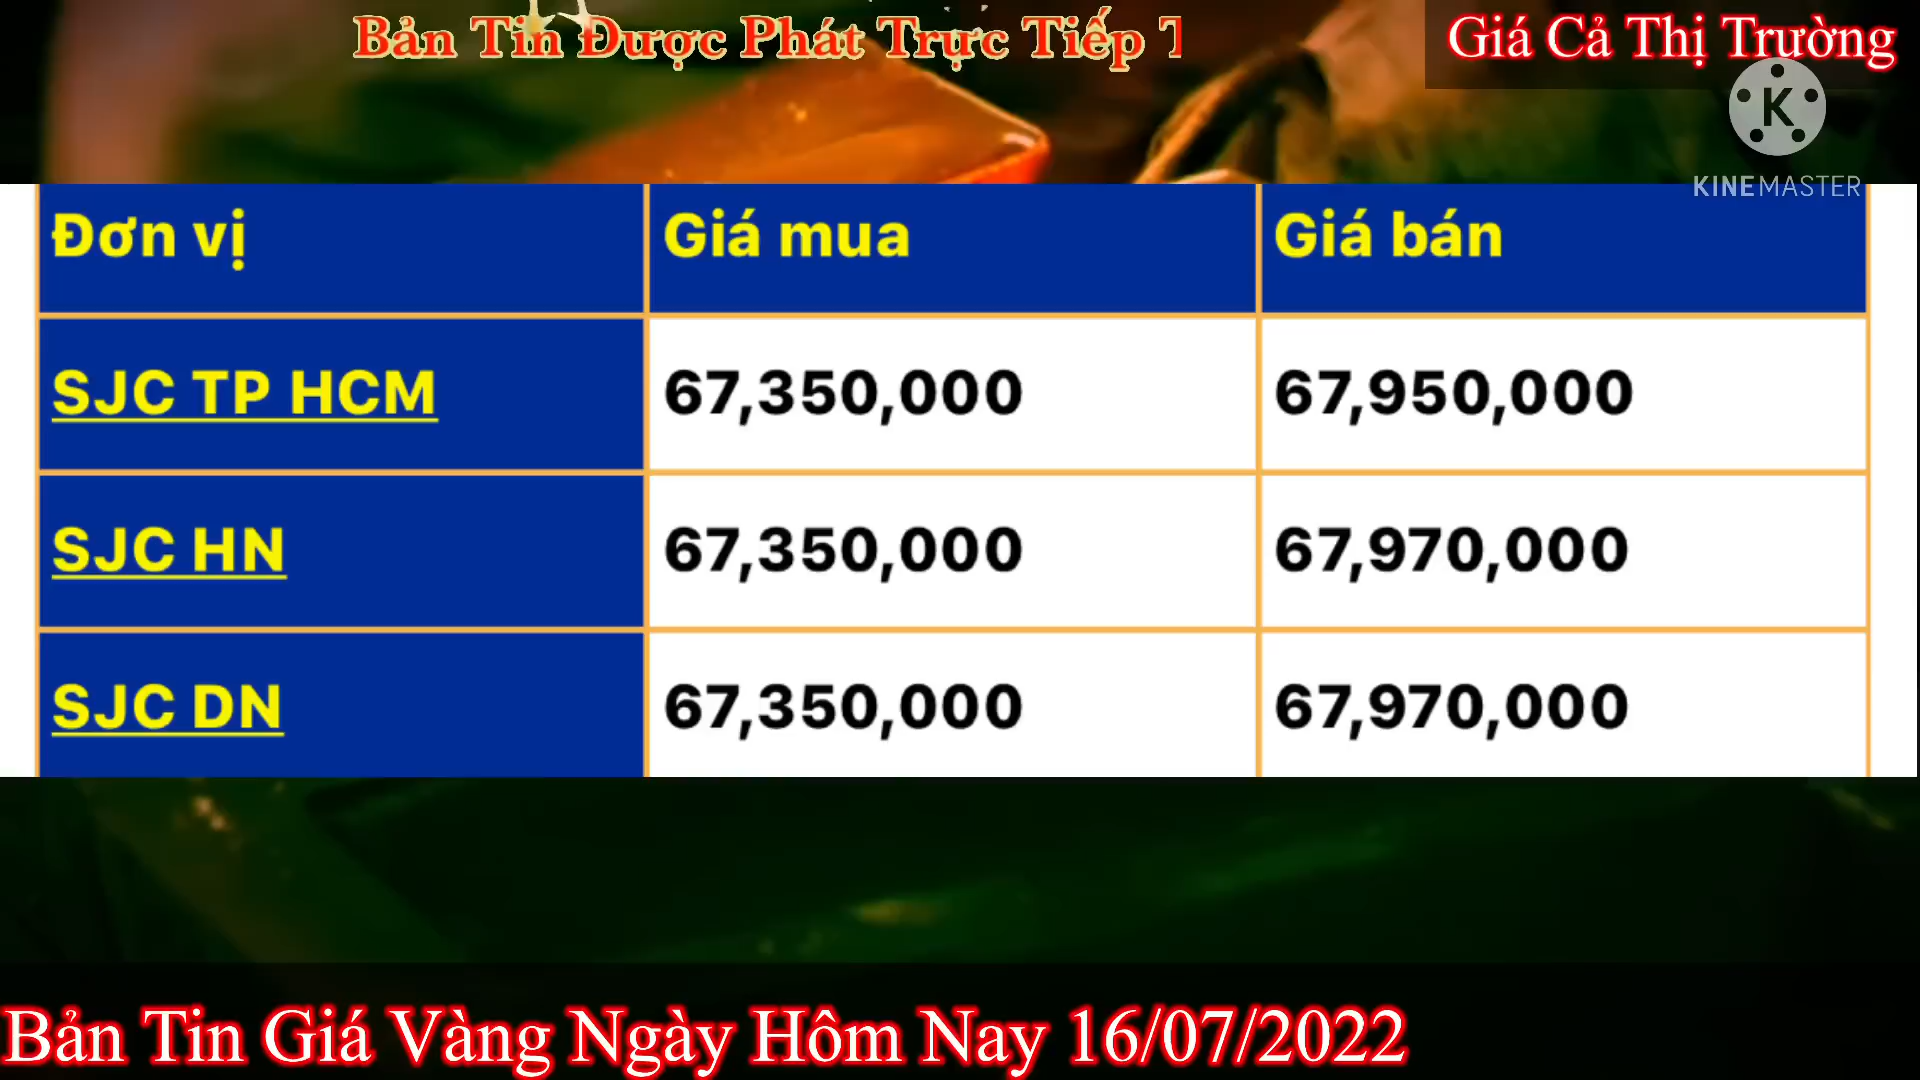 Bản Tin Được Phát Trực Tiếp
Giá Cả Thị Trường
KINEMASTER
Đơn vị Giá mua Giá bán
SJC TP HCM 67,350,000 67,950,000
SJC HN 67,350,000 67,970,000
SJC DN 67,350,000 67,970,000
Bản Tin Giá Vàng Ngày Hôm Nay 16/07/2022